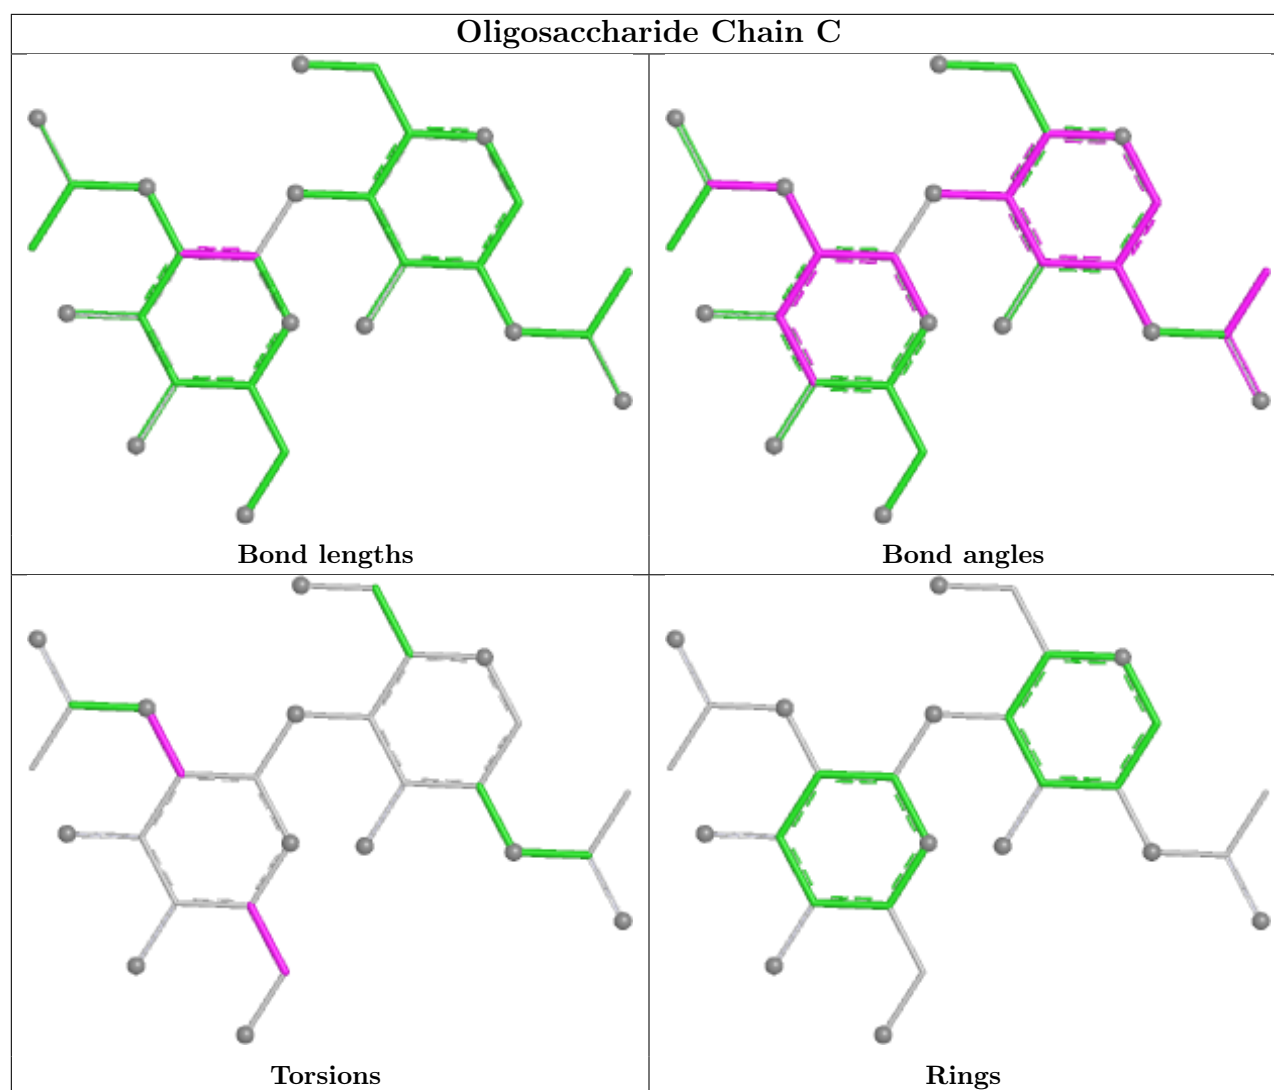 Oligosaccharide Chain C
Bond lengths
Bond angles
Torsions
Rings